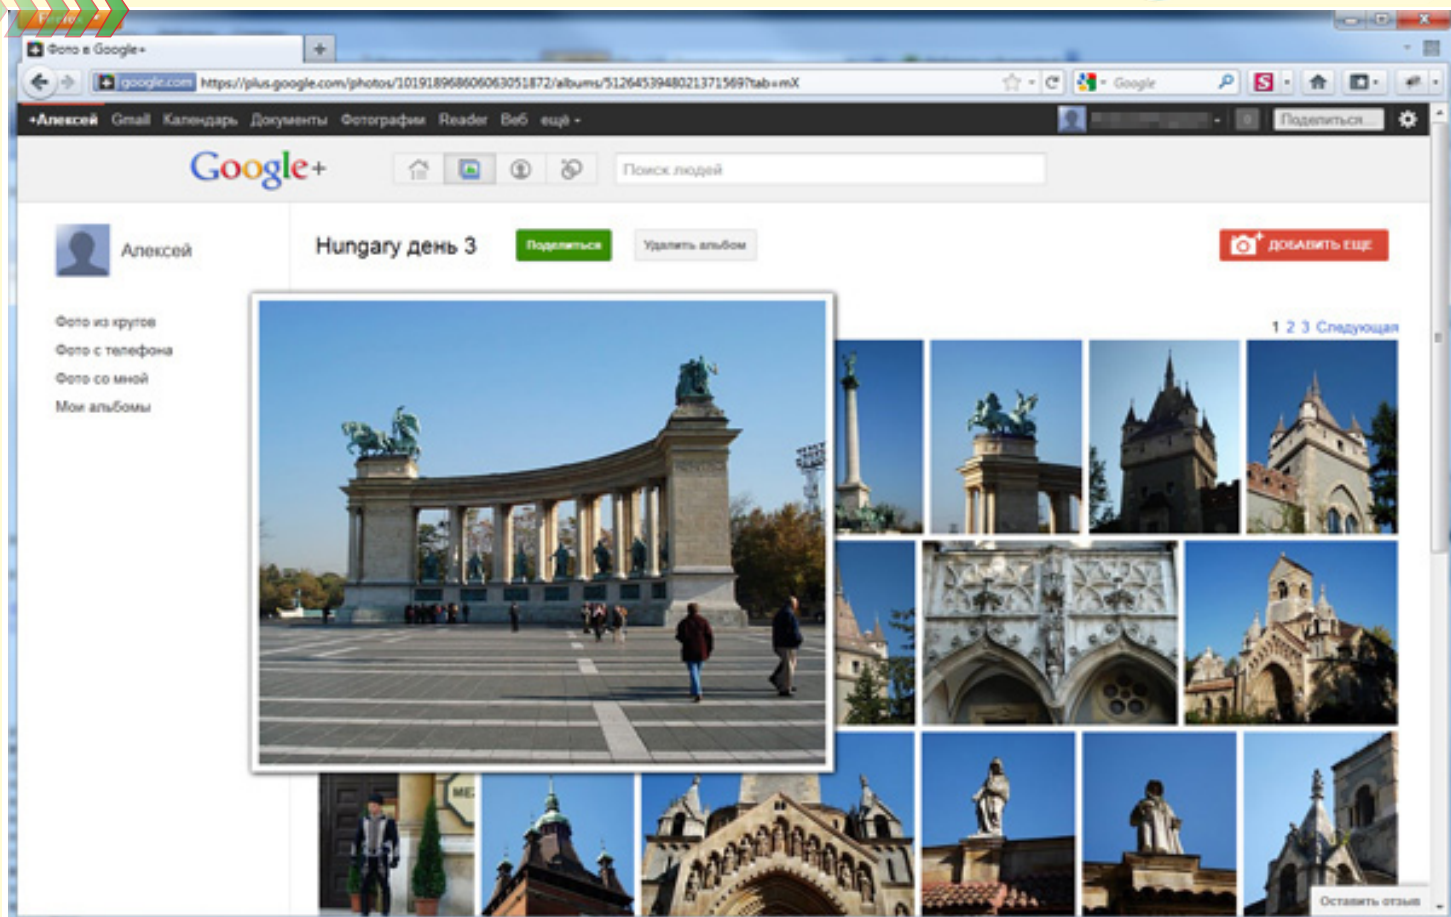 Фото в Google+
google.com https://plus.google.com/photos/101918968606063051872/albums/5126453948021371569?tab=mX
Google
+Алексей Gmail Календарь Документы Фотографии Reader Веб ещё
Поделиться...
Google+
Поиск людей
Алексей
Hungary день 3
Поделиться
Удалить альбом
ДОБАВИТЬ ЕЩЕ
Фото из кругов
Фото с телефона
Фото со мной
Мои альбомы
1 2 3 Следующая
Оставить отзыв